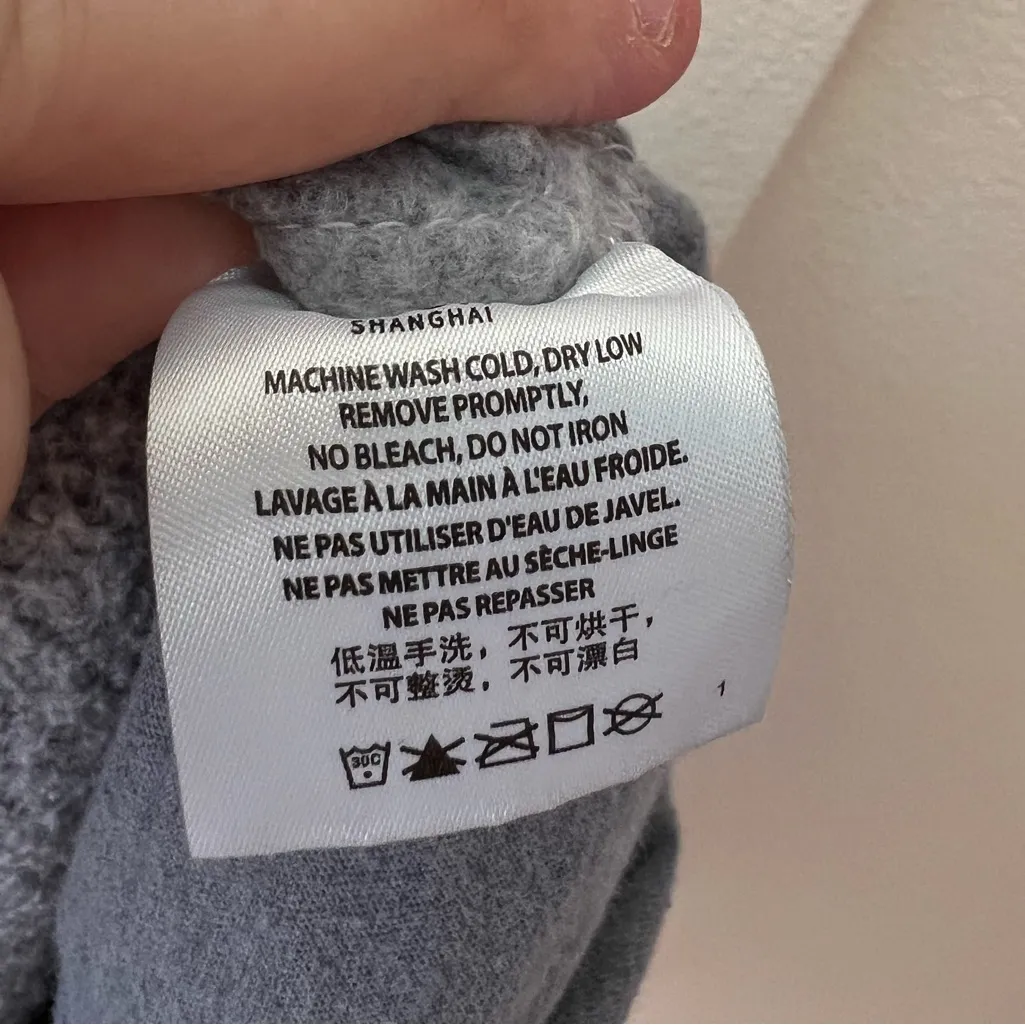 SHANGHAI
MACHINE WASH COLD, DRY LOW
REMOVE PROMPTLY,
NO BLEACH, DO NOT IRON
LAVAGE À LA MAIN À L'EAU FROIDE.
NE PAS UTILISER D'EAU DE JAVEL.
NE PAS METTRE AU SÈCHE-LINGE
NE PAS REPASSER
低温手洗，不可烘干，
不可整烫，不可漂白
30C
1